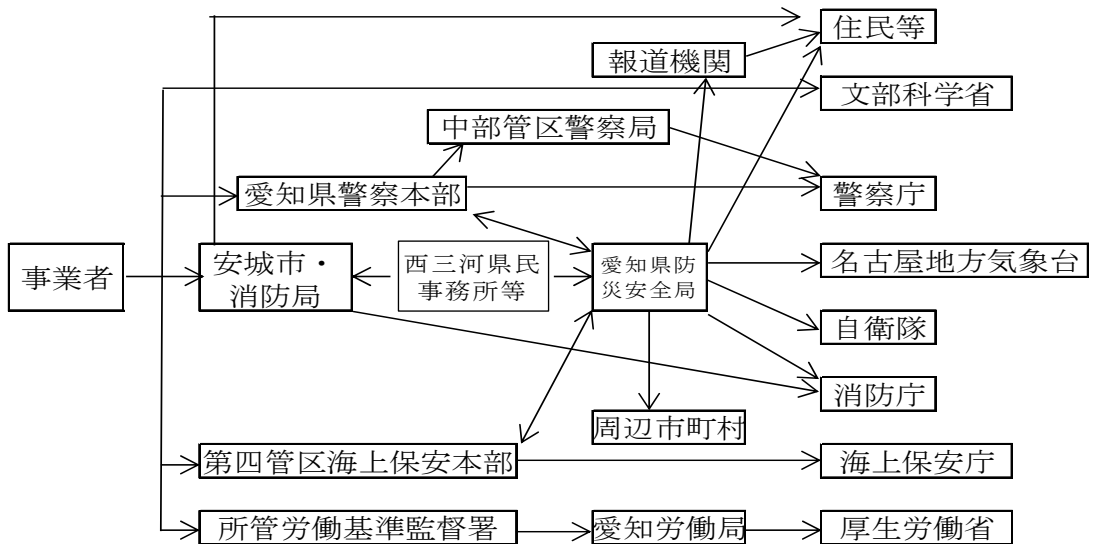 住民等
報道機関
文部科学省
中部管区警察局
愛知県警察本部
警察庁
事業者
安城市・
消防局
西三河県民
事務所等
愛知県防
災安全局
名古屋地方気象台
自衛隊
消防庁
周辺市町村
第四管区海上保安本部
海上保安庁
所管労働基準監督署
愛知労働局
厚生労働省